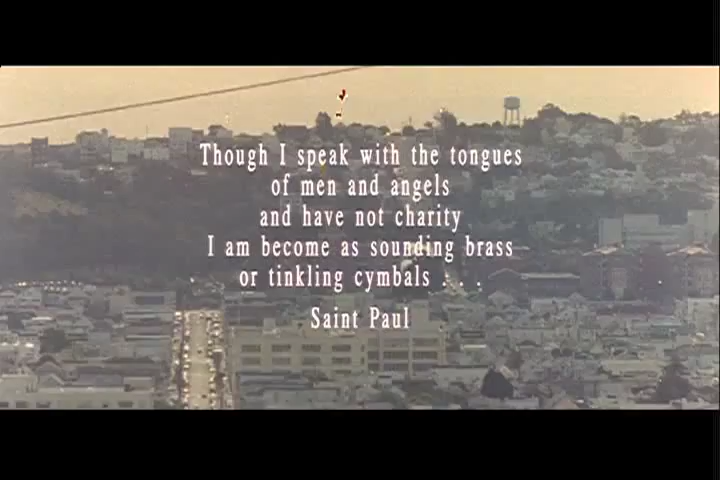 Though I speak with the tongues
of men and angels
and have not charity
I am become as sounding brass
or tinkling cymbals . . .
Saint Paul